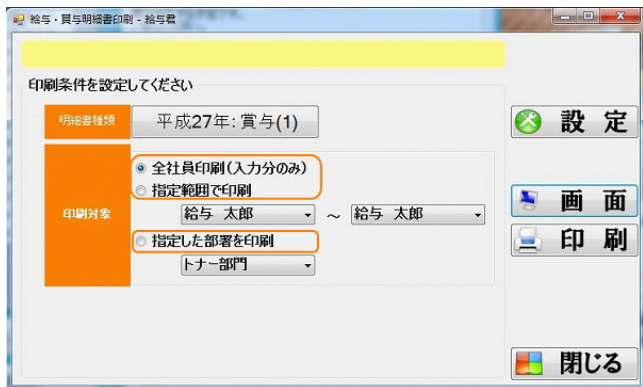 給与・賞与明細書印刷 - 給与君
印刷条件を設定してください
明細書種類
平成27年：賞与(1)
印刷対象
全社員印刷(入力分のみ)
指定範囲で印刷
給与 太郎 ～ 給与 太郎
指定した部署を印刷
トナー部門
設 定
画 面
印 刷
閉じる